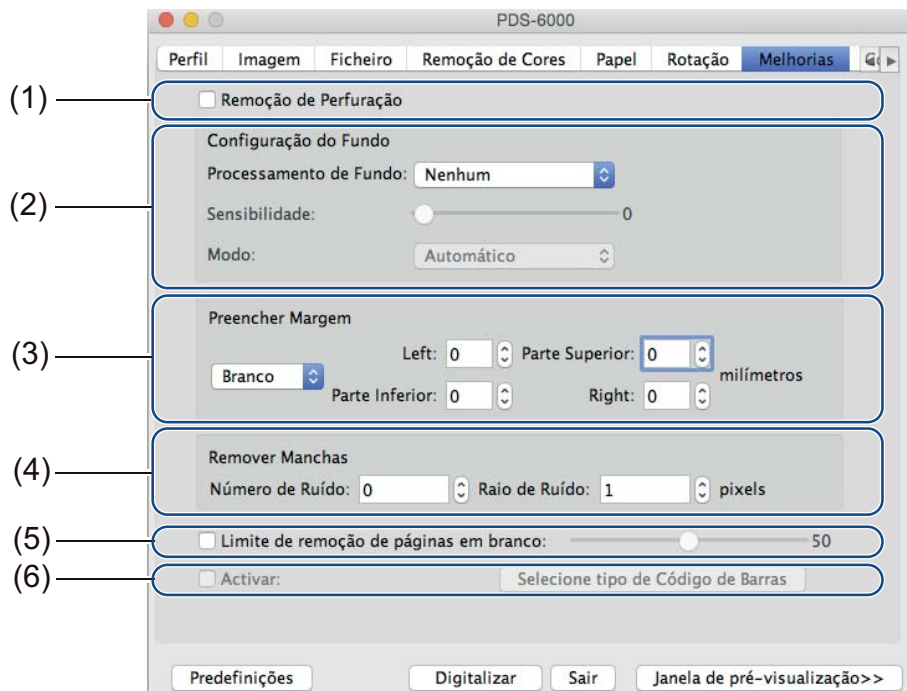 PDS-6000
Perfil Imagem Ficheiro Remoção de Cores Papel Rotação Melhorias
(1) Remoção de Perfuração
(2) Configuração do Fundo
Processamento de Fundo: Nenhum
Sensibilidade: 0
Modo: Automático
(3) Preencher Margem
Left: 0 Parte Superior: 0
Branco milímetros
Parte Inferior: 0 Right: 0
(4) Remover Manchas
Número de Ruído: 0 Raio de Ruído: 1 pixels
(5) Limite de remoção de páginas em branco: 50
(6) Activar: Selecione tipo de Código de Barras
Predefinições Digitalizar Sair Janela de pré-visualização>>